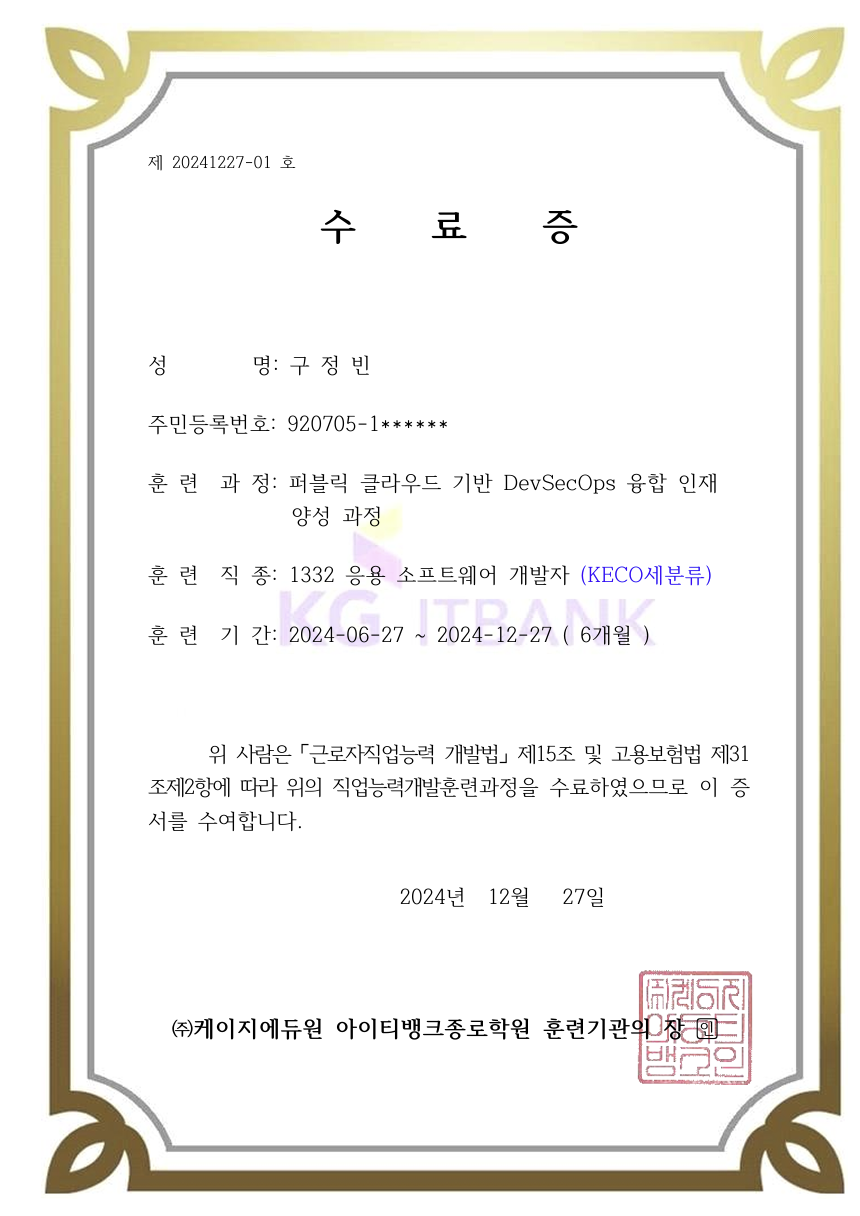 제 20241227-01 호
수 료 증
성 명: 구 정 빈
주민등록번호: 920705-1******
훈 련 과 정: 퍼블릭 클라우드 기반 DevSecOps 융합 인재
양성 과정
훈 련 직 종: 1332 응용 소프트웨어 개발자 (KECO세분류)
KG ITBANK
훈 련 기 간: 2024-06-27 ~ 2024-12-27 ( 6개월 )
위 사람은 「근로자직업능력 개발법」 제15조 및 고용보험법 제31
조제2항에 따라 위의 직업능력개발훈련과정을 수료하였으므로 이 증
서를 수여합니다.
2024년 12월 27일
㈜케이지에듀원 아이티뱅크종로학원 훈련기관의 장 인